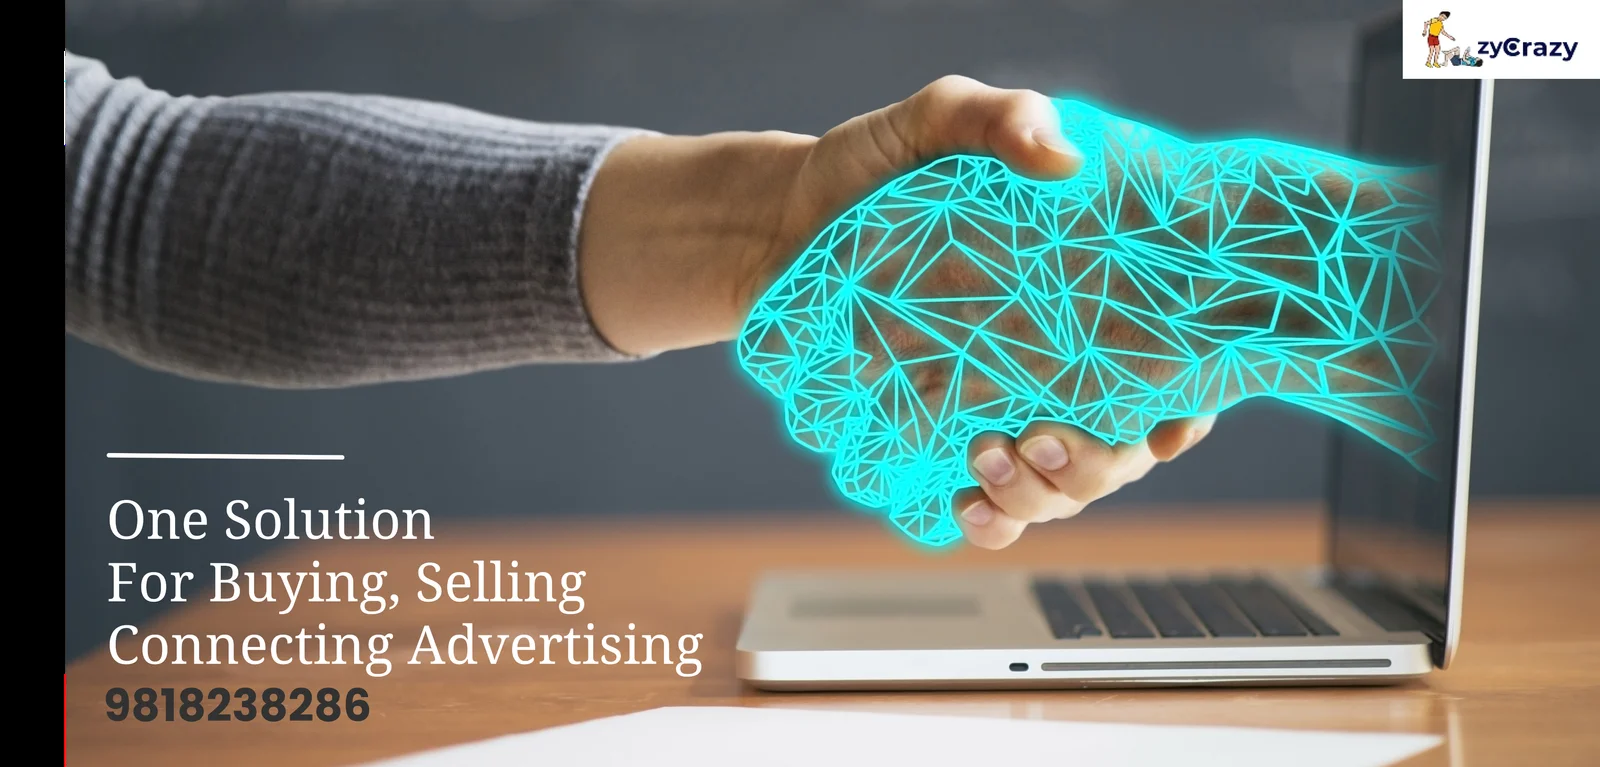 zyCrazy
One Solution
For Buying, Selling
Connecting Advertising
9818238286